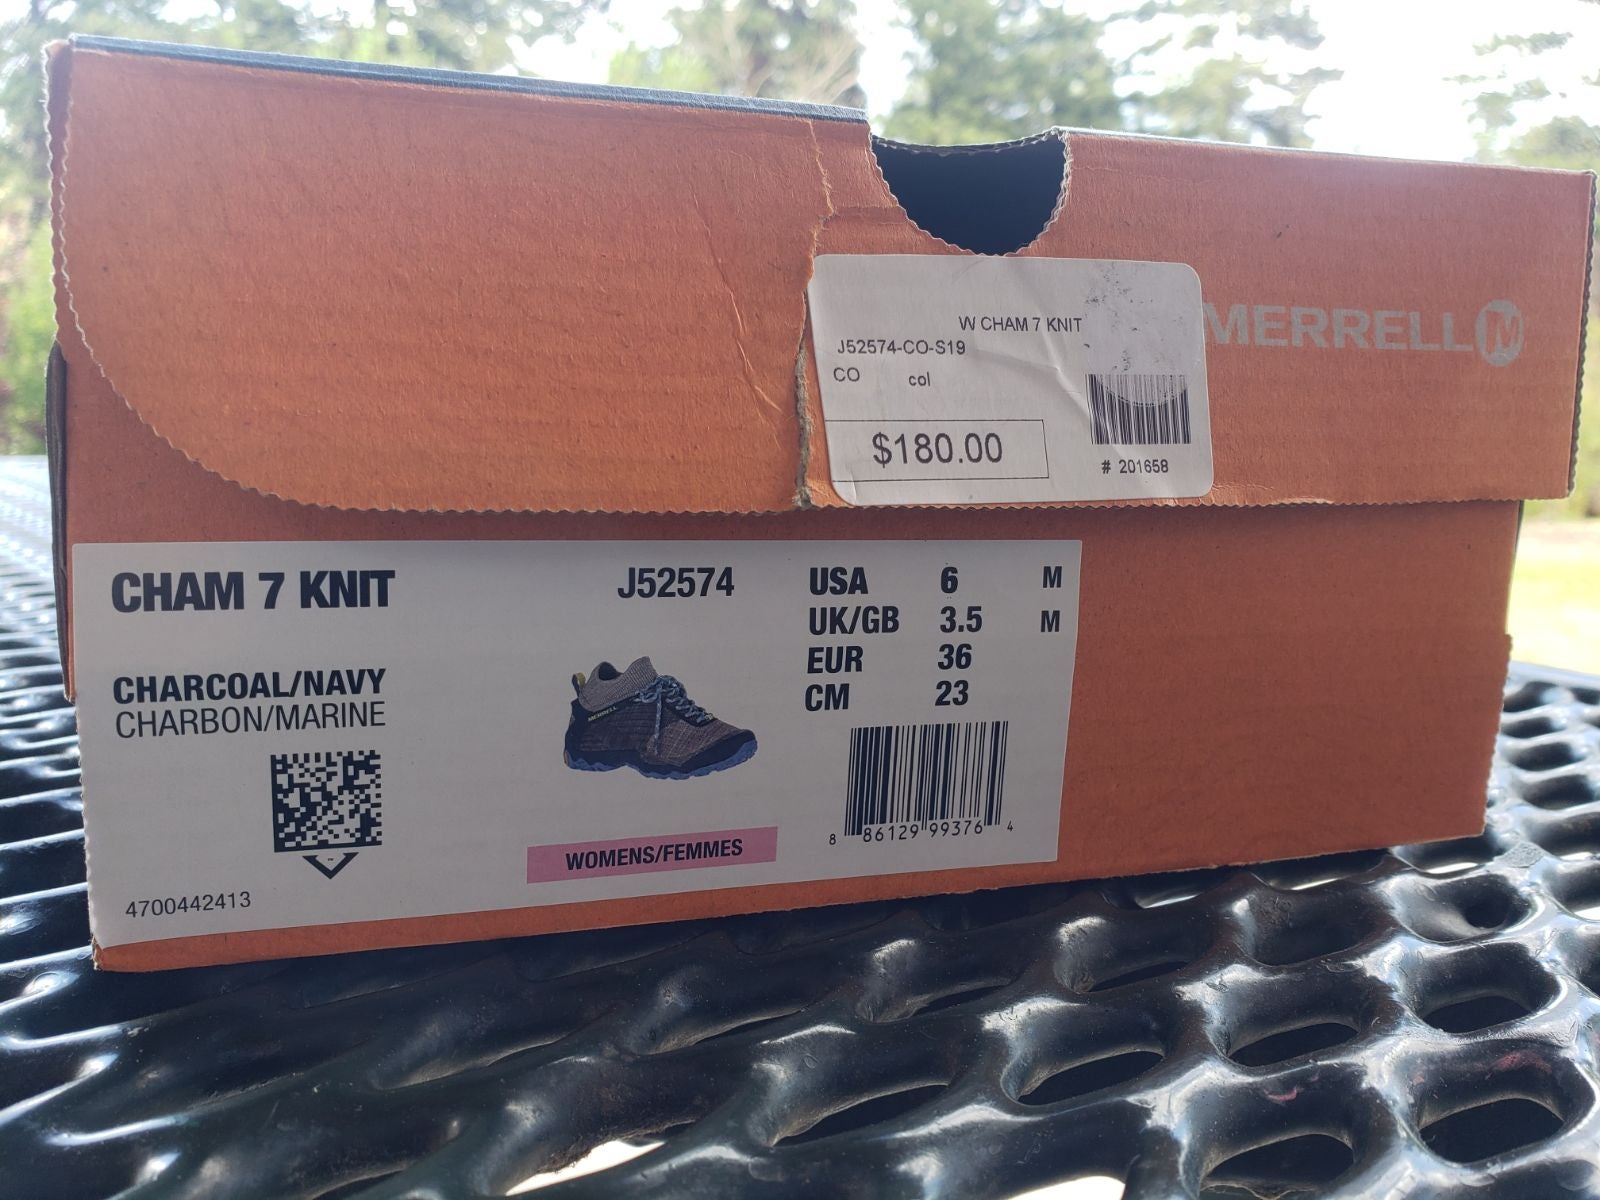 W CHAM 7 KNIT
J52574-CO-S19
CO col
$180.00
# 201658
MERRELL M
CHAM 7 KNIT
J52574
CHARCOAL/NAVY
CHARBON/MARINE
USA 6 M
UK/GB 3.5 M
EUR 36
CM 23
MERRELL
8 86129 99376 4
WOMENS/FEMMES
4700442413